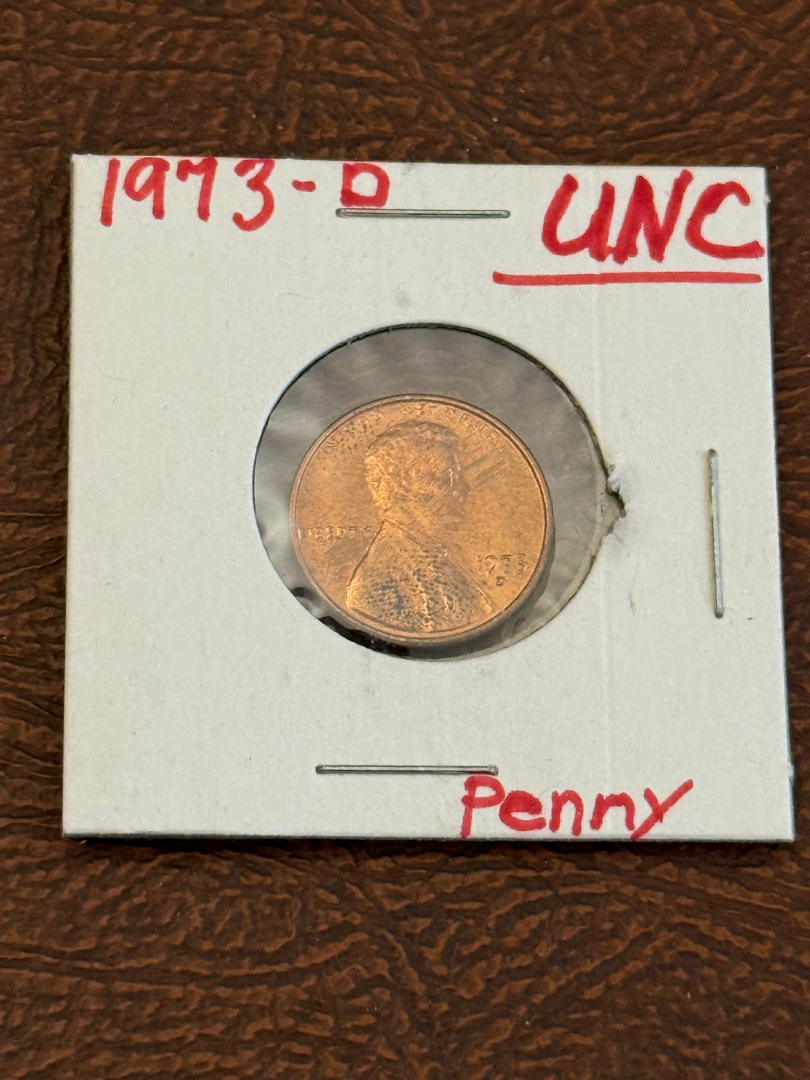 1973-D
UNC
LIBERTY
1973
D
Penny